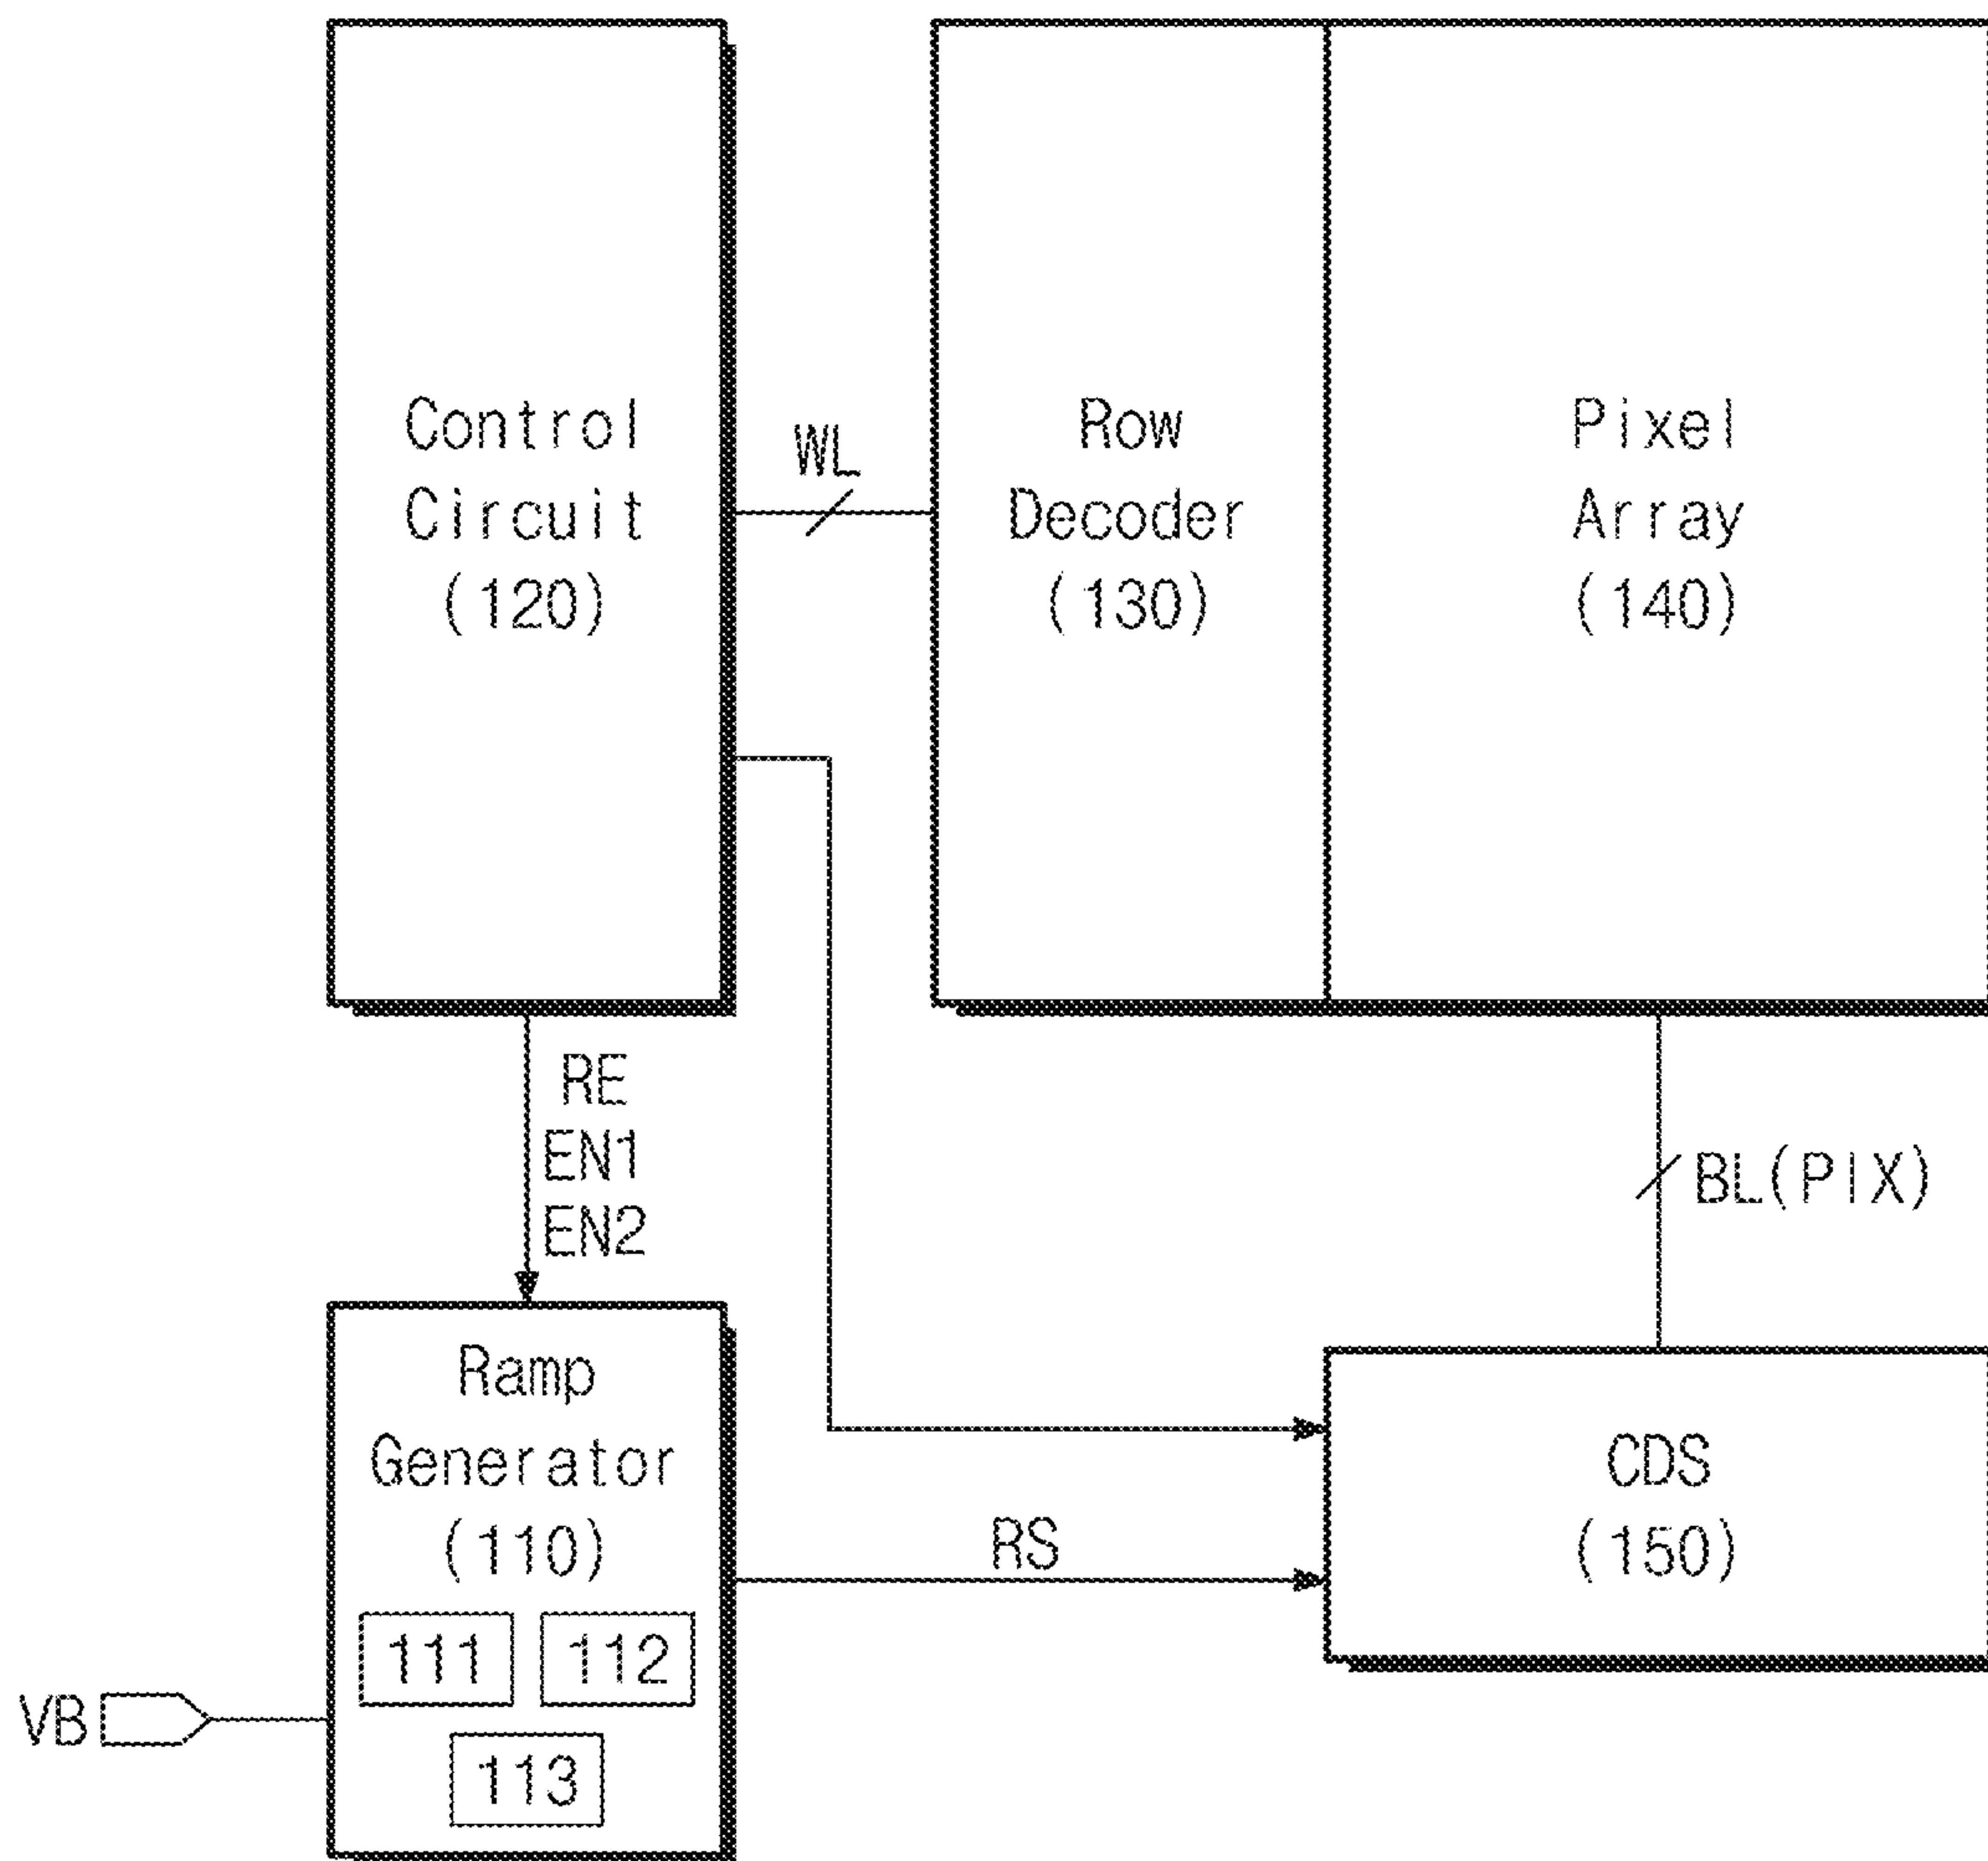 Control
Circuit
(120)
WL
Row
Decoder
(130)
Pixel
Array
(140)
RE
EN1
EN2
BL(PIX)
Ramp
Generator
(110)
111
112
113
VB
RS
CDS
(150)